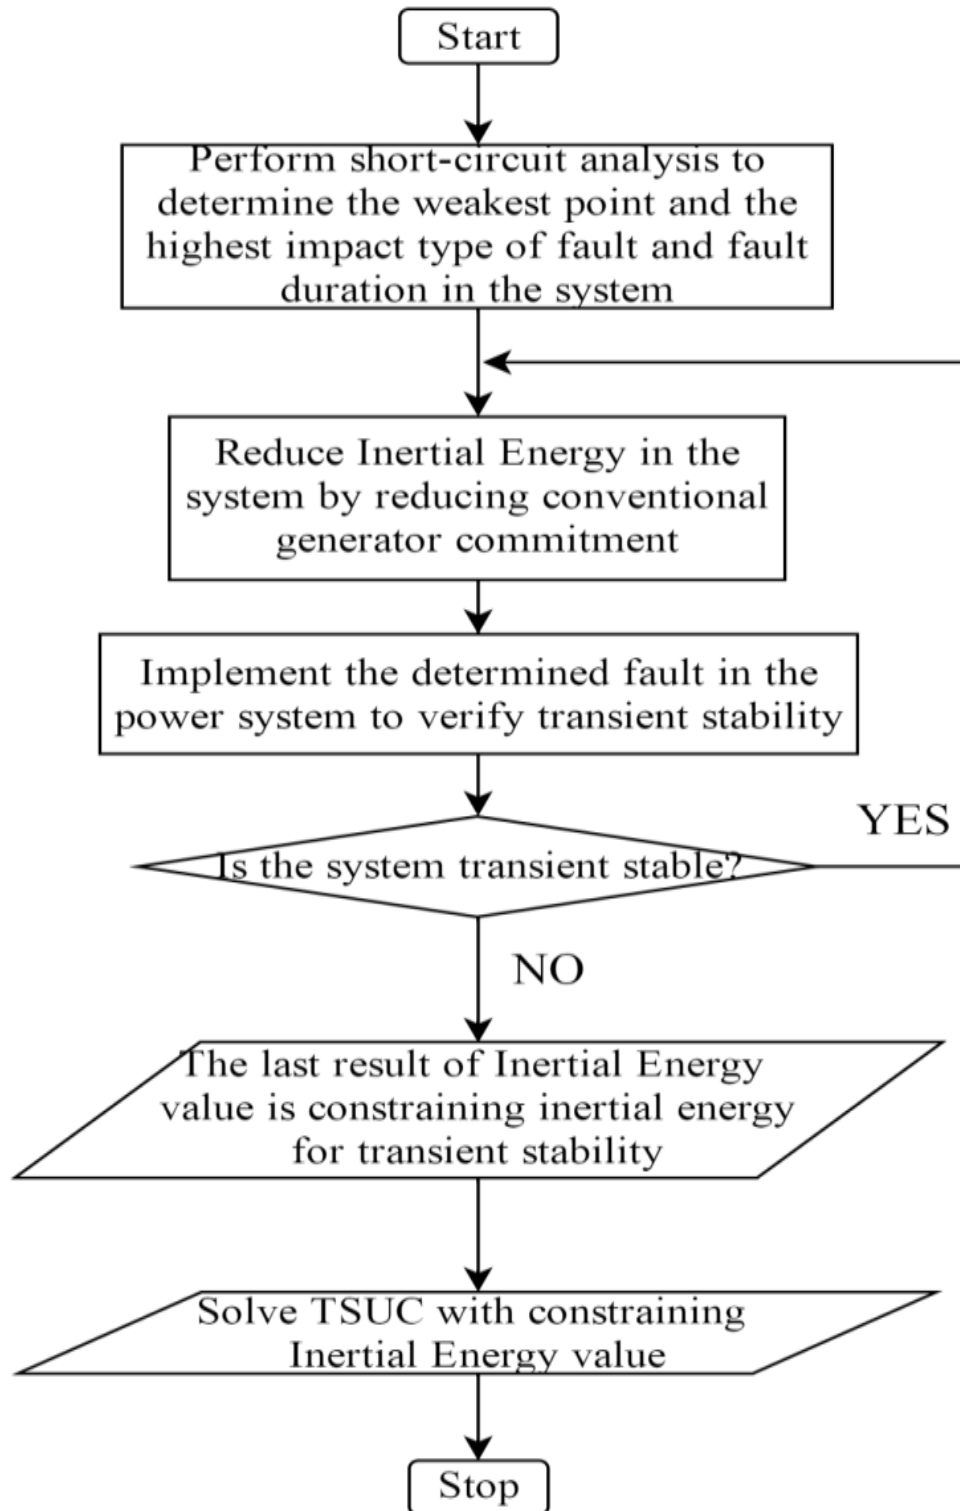 Start
Perform short-circuit analysis to
determine the weakest point and the
highest impact type of fault and fault
duration in the system
Reduce Inertial Energy in the
system by reducing conventional
generator commitment
Implement the determined fault in the
power system to verify transient stability
YES
Is the system transient stable?
NO
The last result of Inertial Energy
value is constraining inertial energy
for transient stability
Solve TSUC with constraining
Inertial Energy value
Stop